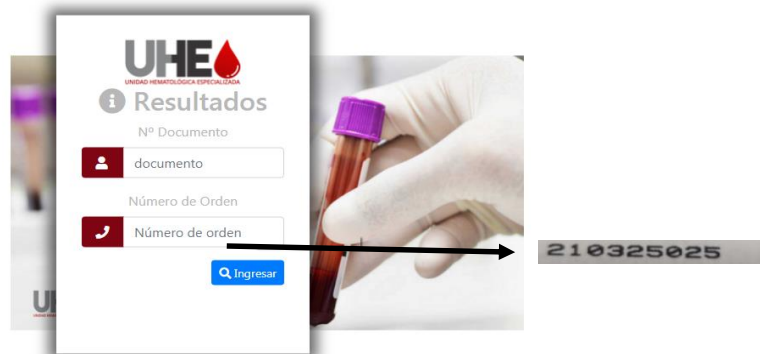 UHE
UNIDAD HEMATOLÓGICA ESPECIALIZADA
Resultados
Nº Documento
documento
Número de Orden
Número de orden
Ingresar
210325025